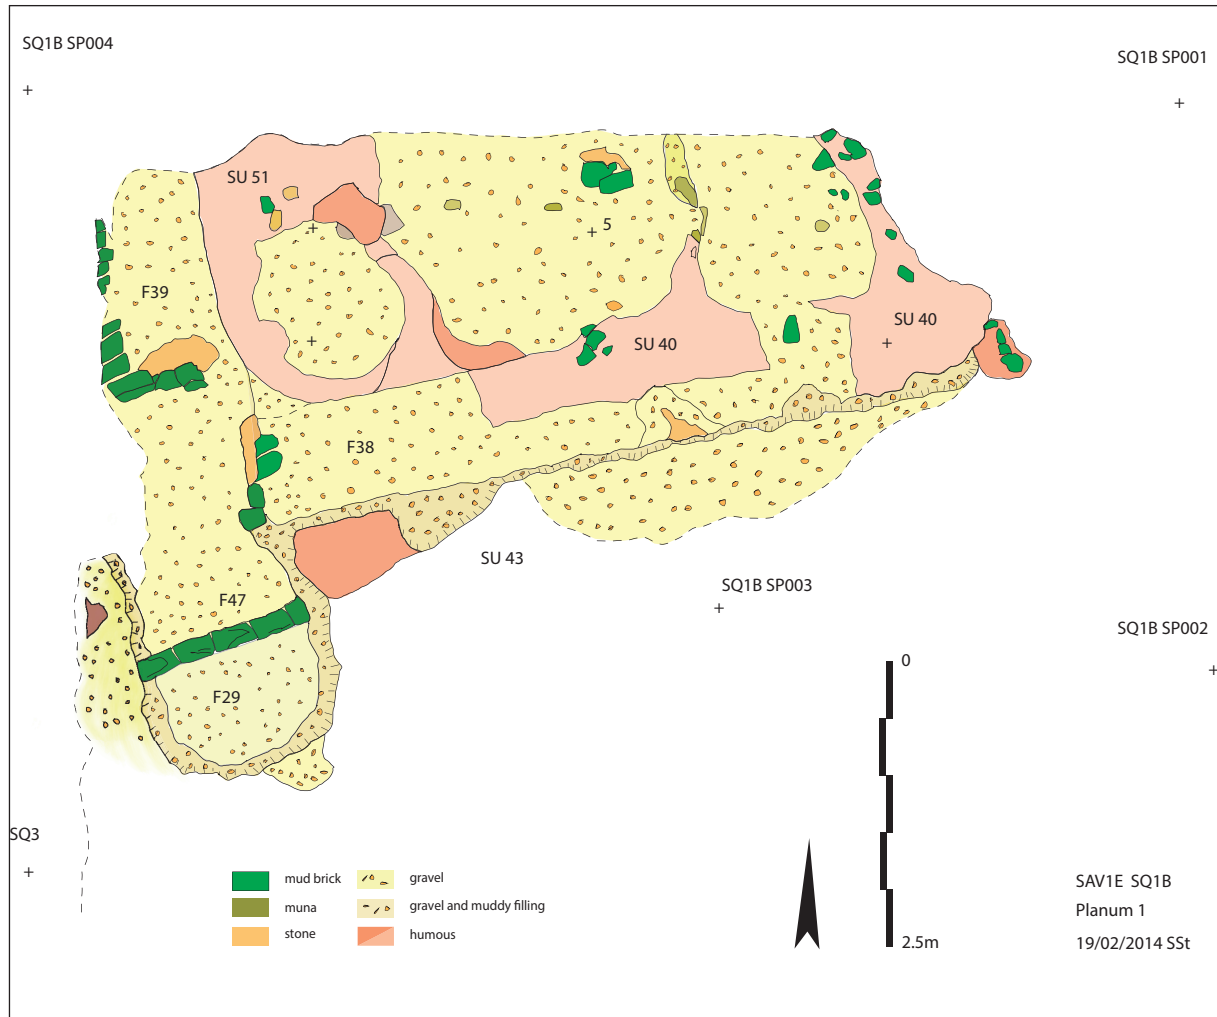 SQ1B SP004
SQ1B SP001
SU 51
5
F39
SU 40
SU 40
F38
SU 43
SQ1B SP003
F47
SQ1B SP002
0
F29
SQ3
mud brick
gravel
muna
gravel and muddy filling
stone
humous
2.5m
SAV1E SQ1B
Planum 1
19/02/2014 SSt